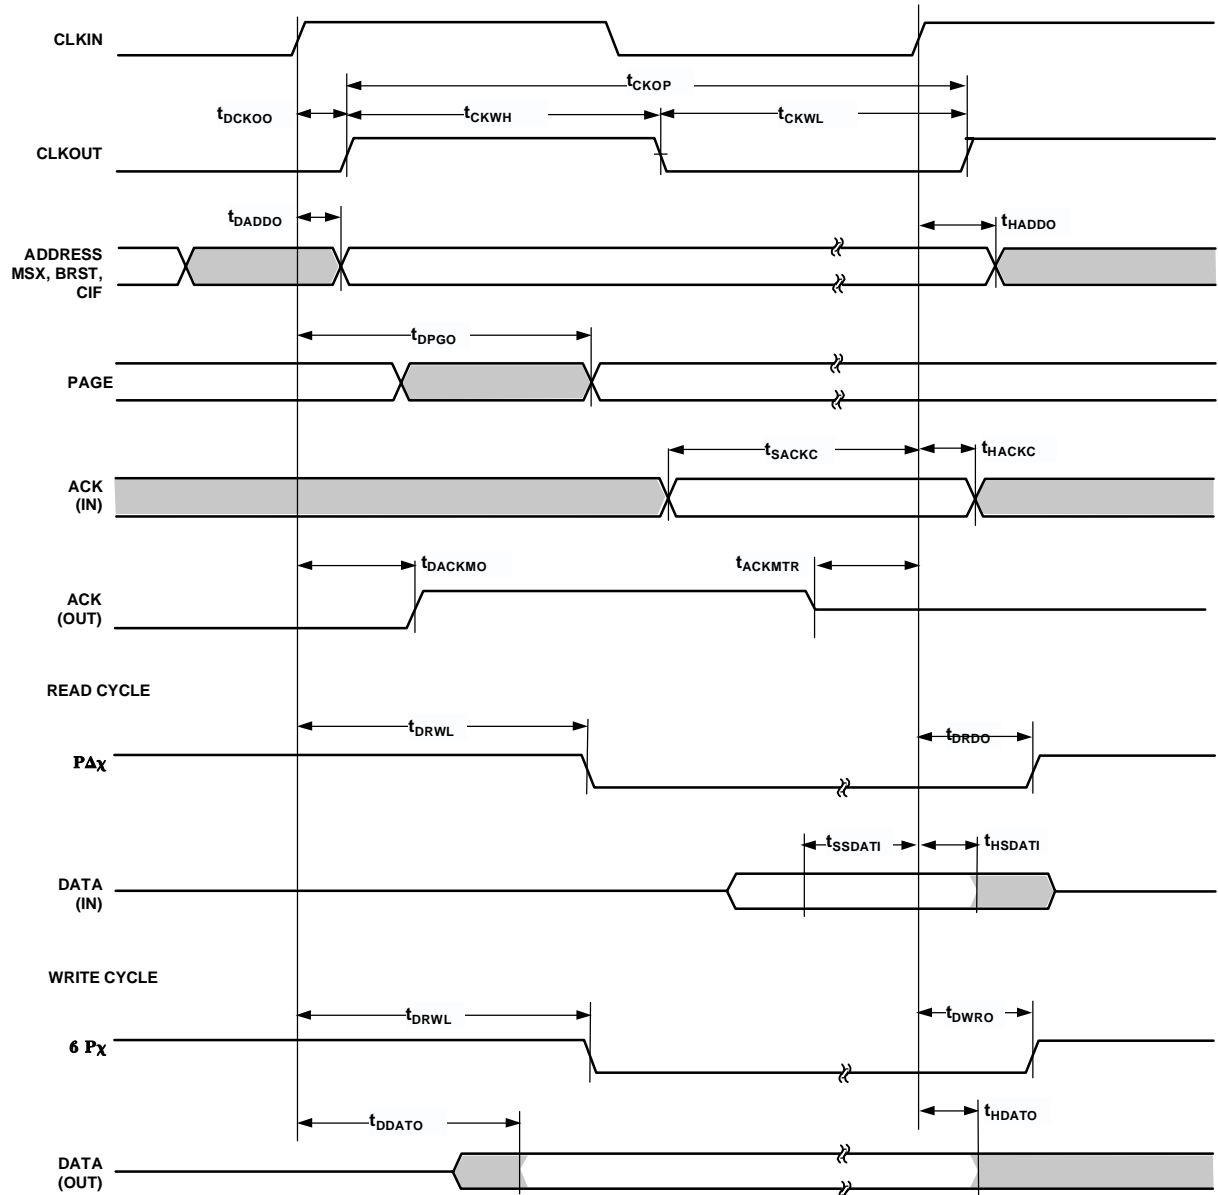 CLKIN
tCKOP
tDCKOO
tCKWH
tCKWL
CLKOUT
tDADDO
tHADDO
ADDRESS
MSX, BRST,
CIF
tDPGO
PAGE
tSACKC
tHACKC
ACK
(IN)
tDACKMO
tACKMTR
ACK
(OUT)
READ CYCLE
tDRWL
tDRDO
PΔχ
tSSDATI
tHSDATI
DATA
(IN)
WRITE CYCLE
tDRWL
tDWRO
6 Pχ
tDDATO
tHDATO
DATA
(OUT)